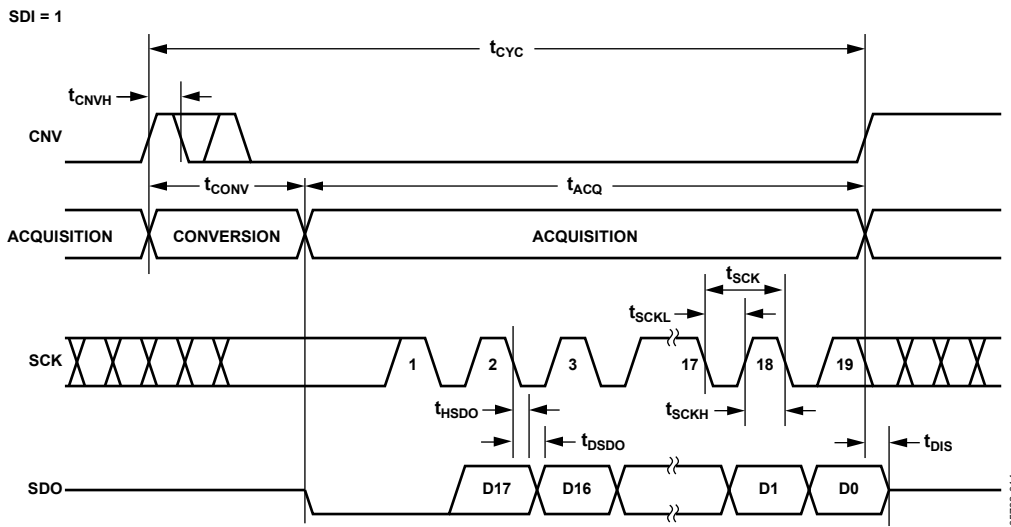 SDI = 1
tCYC
tCNVH
CNV
tCONV
tACQ
ACQUISITION
CONVERSION
ACQUISITION
tSCK
tSCKL
SCK
1
2
3
17
18
19
tHSDO
tSCKH
tDSDO
tDIS
SDO
D17
D16
D1
D0